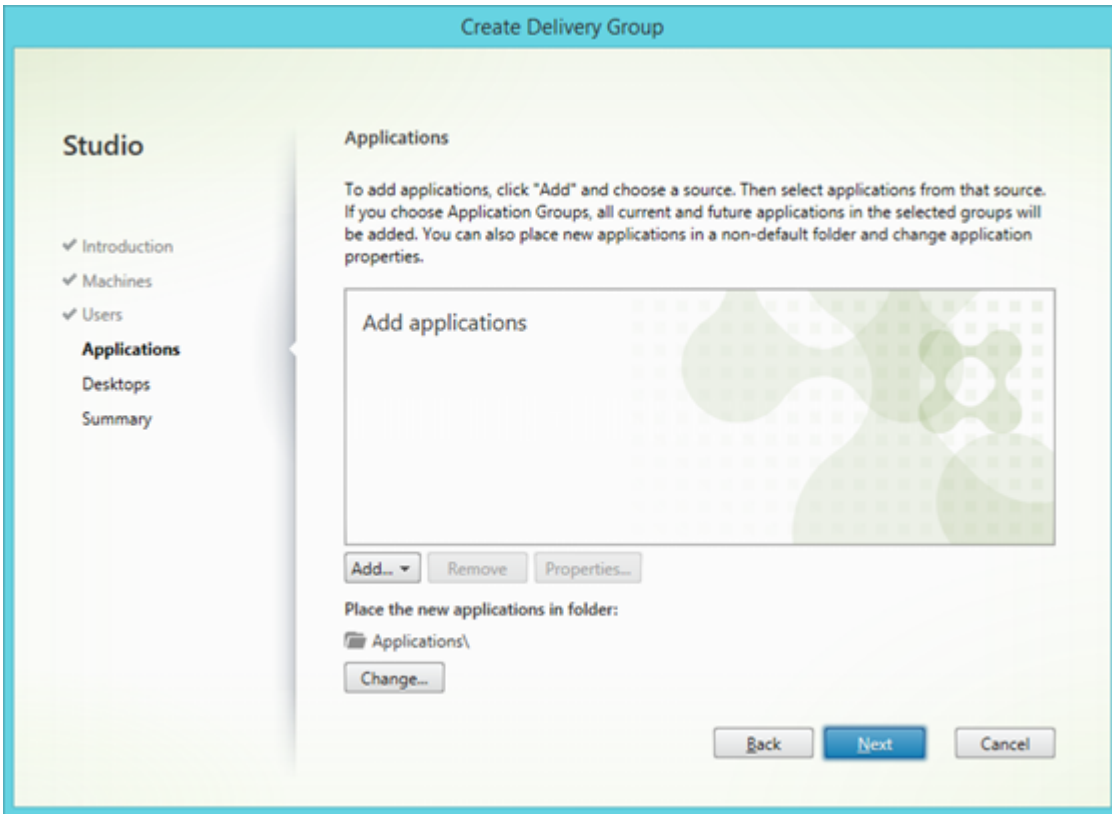 Create Delivery Group
Studio
✔ Introduction
✔ Machines
✔ Users
Applications
Desktops
Summary
Applications
To add applications, click "Add" and choose a source. Then select applications from that source.
If you choose Application Groups, all current and future applications in the selected groups will
be added. You can also place new applications in a non-default folder and change application
properties.
Add applications
Add... Remove Properties...
Place the new applications in folder:
Applications\
Change...
Back Next Cancel